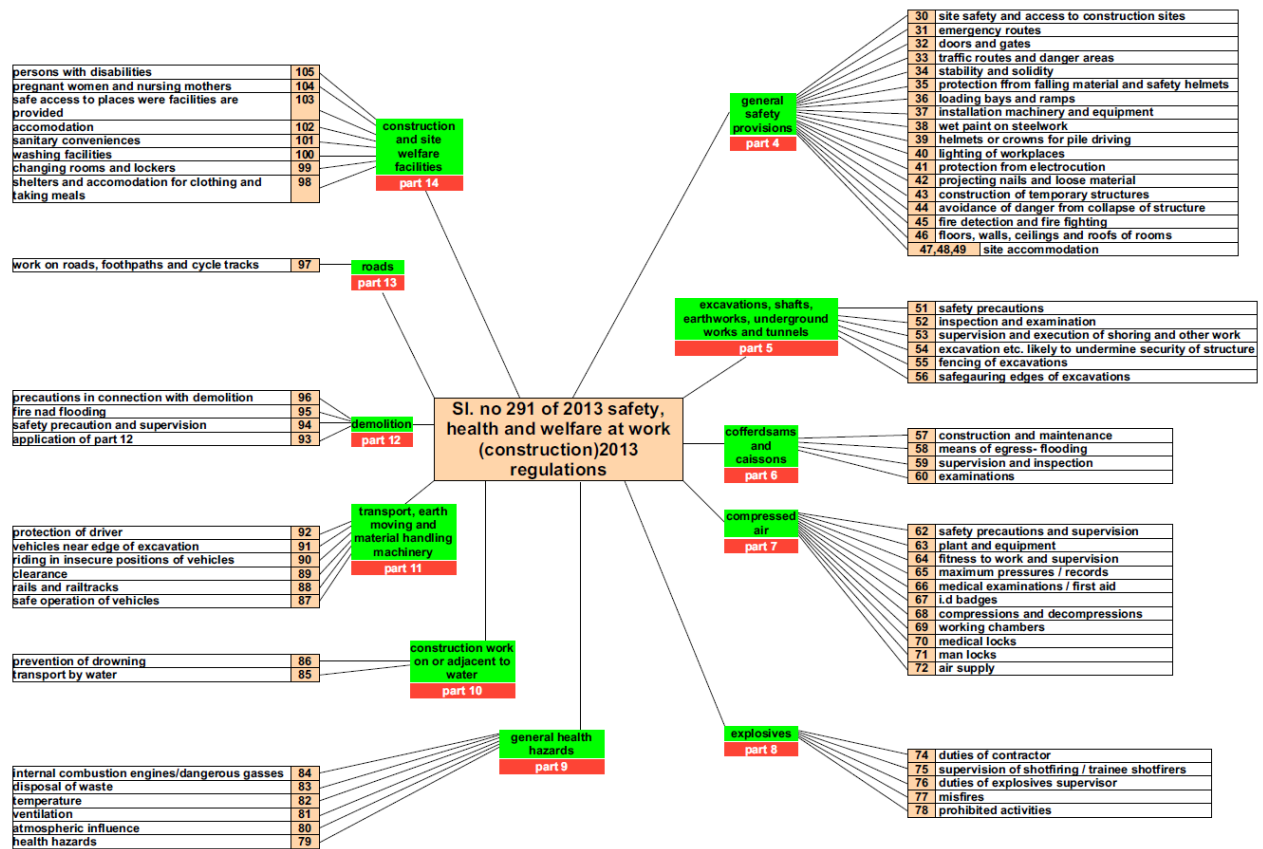 SI. no 291 of 2013 safety,
health and welfare at work
(construction)2013
regulations
general
safety
provisions
part 4
30 site safety and access to construction sites
31 emergency routes
32 doors and gates
33 traffic routes and danger areas
34 stability and solidity
35 protection ffrom falling material and safety helmets
36 loading bays and ramps
37 installation machinery and equipment
38 wet paint on steelwork
39 helmets or crowns for pile driving
40 lighting of workplaces
41 protection from electrocution
42 projecting nails and loose material
43 construction of temporary structures
44 avoidance of danger from collapse of structure
45 fire detection and fire fighting
46 floors, walls, ceilings and roofs of rooms
47,48,49 site accommodation
excavations, shafts,
earthworks, underground
works and tunnels
part 5
51 safety precautions
52 inspection and examination
53 supervision and execution of shoring and other work
54 excavation etc. likely to undermine security of structure
55 fencing of excavations
56 safegauring edges of excavations
cofferdsams
and
caissons
part 6
57 construction and maintenance
58 means of egress- flooding
59 supervision and inspection
60 examinations
compressed
air
part 7
62 safety precautions and supervision
63 plant and equipment
64 fitness to work and supervision
65 maximum pressures / records
66 medical examinations / first aid
67 i.d badges
68 compressions and decompressions
69 working chambers
70 medical locks
71 man locks
72 air supply
explosives
part 8
74 duties of contractor
75 supervision of shotfiring / trainee shotfirers
76 duties of explosives supervisor
77 misfires
78 prohibited activities
general health
hazards
part 9
internal combustion engines/dangerous gasses 84
disposal of waste 83
temperature 82
ventilation 81
atmospheric influence 80
health hazards 79
construction work
on or adjacent to
water
part 10
prevention of drowning 86
transport by water 85
transport, earth
moving and
material handling
machinery
part 11
protection of driver 92
vehicles near edge of excavation 91
riding in insecure positions of vehicles 90
clearance 89
rails and railtracks 88
safe operation of vehicles 87
demolition
part 12
precautions in connection with demolition 96
fire nad flooding 95
safety precaution and supervision 94
application of part 12 93
roads
part 13
work on roads, foothpaths and cycle tracks 97
construction
and site
welfare
facilities
part 14
persons with disabilities 105
pregnant women and nursing mothers 104
safe access to places were facilities are 103
provided
accomodation 102
sanitary conveniences 101
washing facilities 100
changing rooms and lockers 99
shelters and accomodation for clothing and 98
taking meals